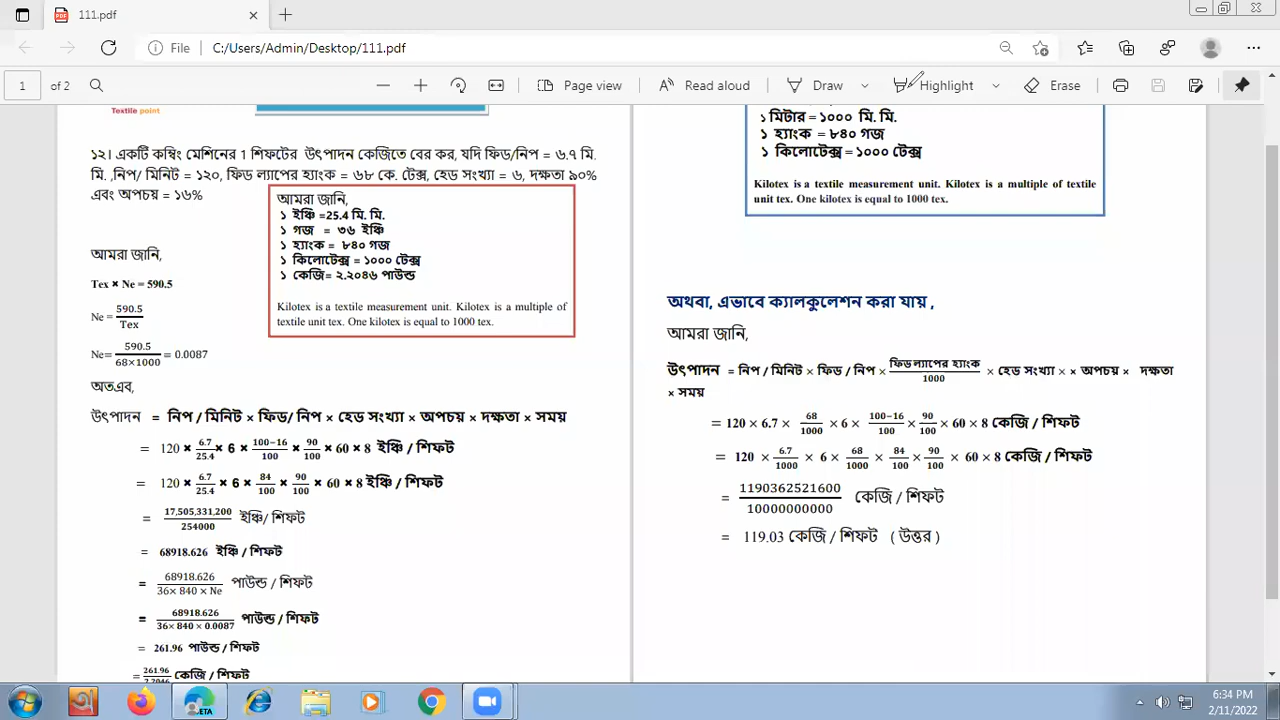 111.pdf
File C:/Users/Admin/Desktop/111.pdf
1 of 2 Page view Read aloud Draw Highlight Erase
Textile point
১২। একটি কম্বিং মেশিনের 1 শিফটের উৎপাদন কেজিতে বের কর, যদি ফিড/নিপ = ৬.৭ মি.
মি. ,নিপ/ মিনিট = ১২০, ফিড ল্যাপের হ্যাংক = ৬৮ কে. টেক্স, হেড সংখ্যা = ৬, দক্ষতা ৯০%
এবং অপচয় = ১৬%
আমরা জানি,
১ ইঞ্চি =25.4 মি. মি.
১ গজ = ৩৬ ইঞ্চি
১ হ্যাংক = ৮৪০ গজ
১ কিলোটেক্স = ১০০০ টেক্স
১ কেজি= ২.২০৪৬ পাউন্ড
Kilotex is a textile measurement unit. Kilotex is a multiple of
textile unit tex. One kilotex is equal to 1000 tex.
আমরা জানি,
Tex × Ne = 590.5
Ne = 590.5/Tex
Ne= 590.5/68×1000 = 0.0087
অতএব,
উৎপাদন = নিপ / মিনিট × ফিড/ নিপ × হেড সংখ্যা × অপচয় × দক্ষতা × সময়
= 120 × 6.7/25.4 × 6 × 100−16/100 × 90/100 × 60 × 8 ইঞ্চি / শিফট
= 120 × 6.7/25.4 × 6 × 84/100 × 90/100 × 60 × 8 ইঞ্চি / শিফট
= 17,505,331,200/254000 ইঞ্চি/ শিফট
= 68918.626 ইঞ্চি / শিফট
= 68918.626/36× 840 × Ne পাউন্ড / শিফট
= 68918.626/36× 840 × 0.0087 পাউন্ড / শিফট
= 261.96 পাউন্ড / শিফট
= 261.96/2.2046 কেজি / শিফট
১ মিটার = ১০০০ মি. মি.
১ হ্যাংক = ৮৪০ গজ
১ কিলোটেক্স = ১০০০ টেক্স
Kilotex is a textile measurement unit. Kilotex is a multiple of textile
unit tex. One kilotex is equal to 1000 tex.
অথবা, এভাবে ক্যালকুলেশন করা যায় ,
আমরা জানি,
উৎপাদন = নিপ / মিনিট × ফিড / নিপ × ফিড ল্যাপের হ্যাংক/1000 × হেড সংখ্যা × × অপচয় × দক্ষতা
× সময়
= 120 × 6.7 × 68/1000 × 6 × 100−16/100 × 90/100 × 60 × 8 কেজি / শিফট
= 120 × 6.7/1000 × 6 × 68/1000 × 84/100 × 90/100 × 60 × 8 কেজি / শিফট
= 1190362521600/10000000000 কেজি / শিফট
= 119.03 কেজি / শিফট ( উত্তর )
BETA
6:34 PM
2/11/2022